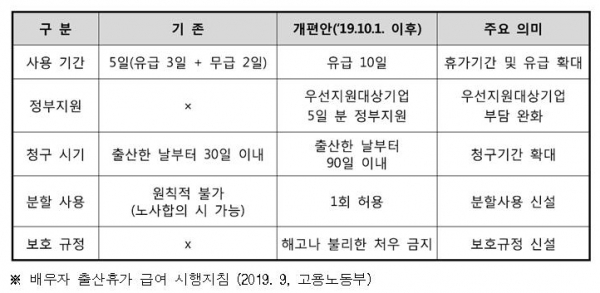 구 분 기 존 개편안('19.10.1. 이후) 주요 의미
사용 기간 5일(유급 3일 + 무급 2일) 유급 10일 휴가기간 및 유급 확대
정부지원 × 우선지원대상기업 5일 분 정부지원 우선지원대상기업 부담 완화
청구 시기 출산한 날부터 30일 이내 출산한 날부터 90일 이내 청구기간 확대
분할 사용 원칙적 불가 (노사합의 시 가능) 1회 허용 분할사용 신설
보호 규정 x 해고나 불리한 처우 금지 보호규정 신설
※ 배우자 출산휴가 급여 시행지침 (2019. 9, 고용노동부)